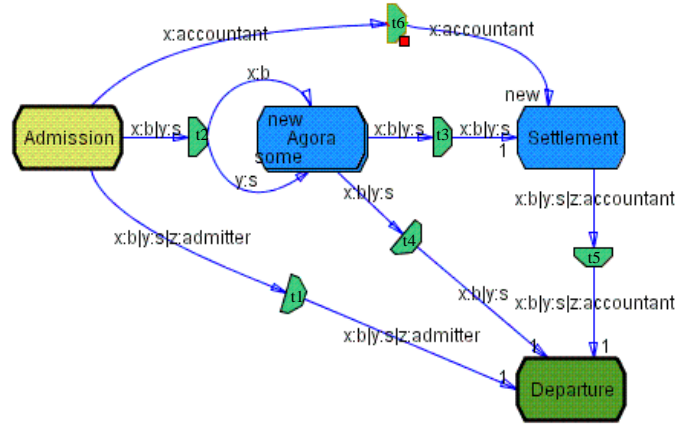 t6
x:accountant
x:accountant
x:b
new
new
Admission
x:b|y:s
t2
Agora
x:b|y:s
t3
x:b|y:s
1
Settlement
some
y:s
x:b|y:s
x:b|y:s|z:accountant
x:b|y:s|z:admitter
t4
t5
t1
x:b|y:s
x:b|y:s|z:accountant
x:b|y:s|z:admitter
1
1
1
Departure